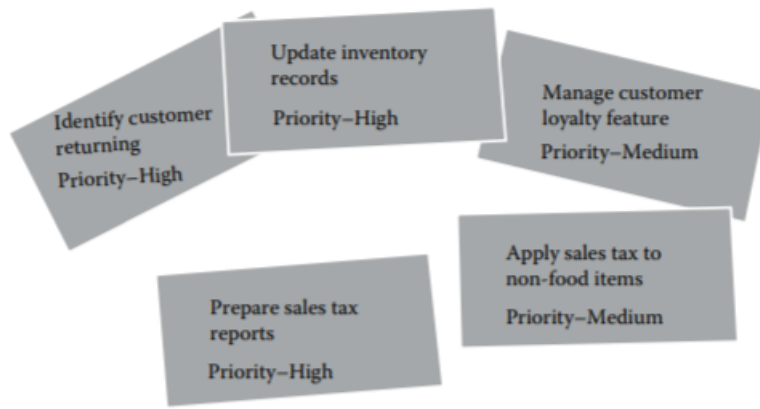 Identify customer
returning
Priority–High
Update inventory
records
Priority–High
Manage customer
loyalty feature
Priority–Medium
Prepare sales tax
reports
Priority–High
Apply sales tax to
non-food items
Priority–Medium